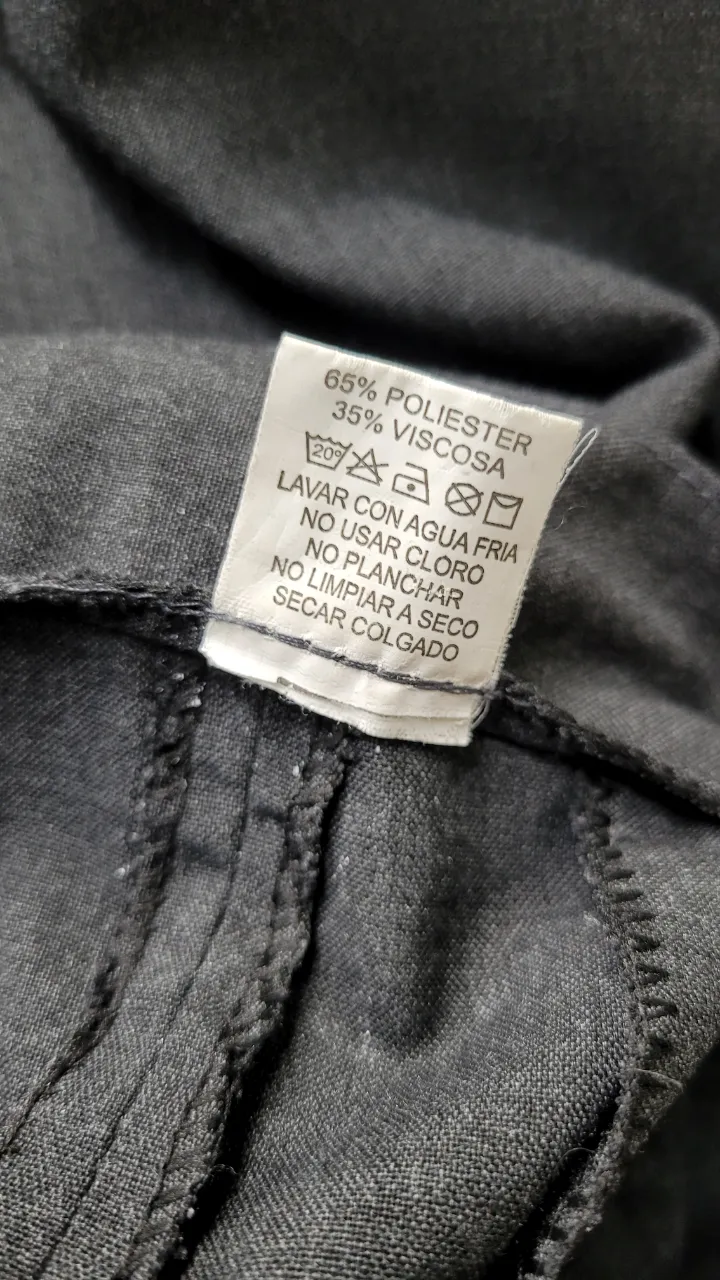 65% POLIESTER
35% VISCOSA
20°
LAVAR CON AGUA FRIA
NO USAR CLORO
NO PLANCHAR
NO LIMPIAR A SECO
SECAR COLGADO